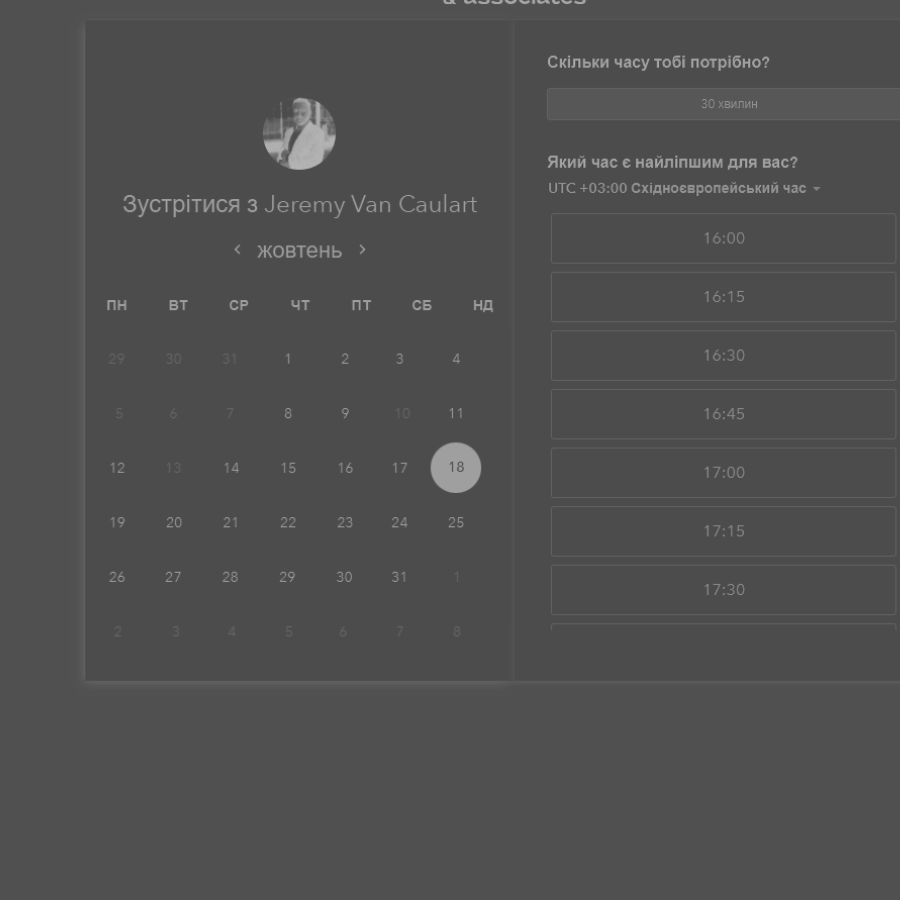 & associates
Зустрітися з Jeremy Van Caulart
жовтень
ПН ВТ СР ЧТ ПТ СБ НД
29 30 31 1 2 3 4
5 6 7 8 9 10 11
12 13 14 15 16 17 18
19 20 21 22 23 24 25
26 27 28 29 30 31 1
2 3 4 5 6 7 8
Скільки часу тобі потрібно?
30 хвилин
Який час є найліпшим для вас?
UTC +03:00 Східноєвропейський час
16:00
16:15
16:30
16:45
17:00
17:15
17:30